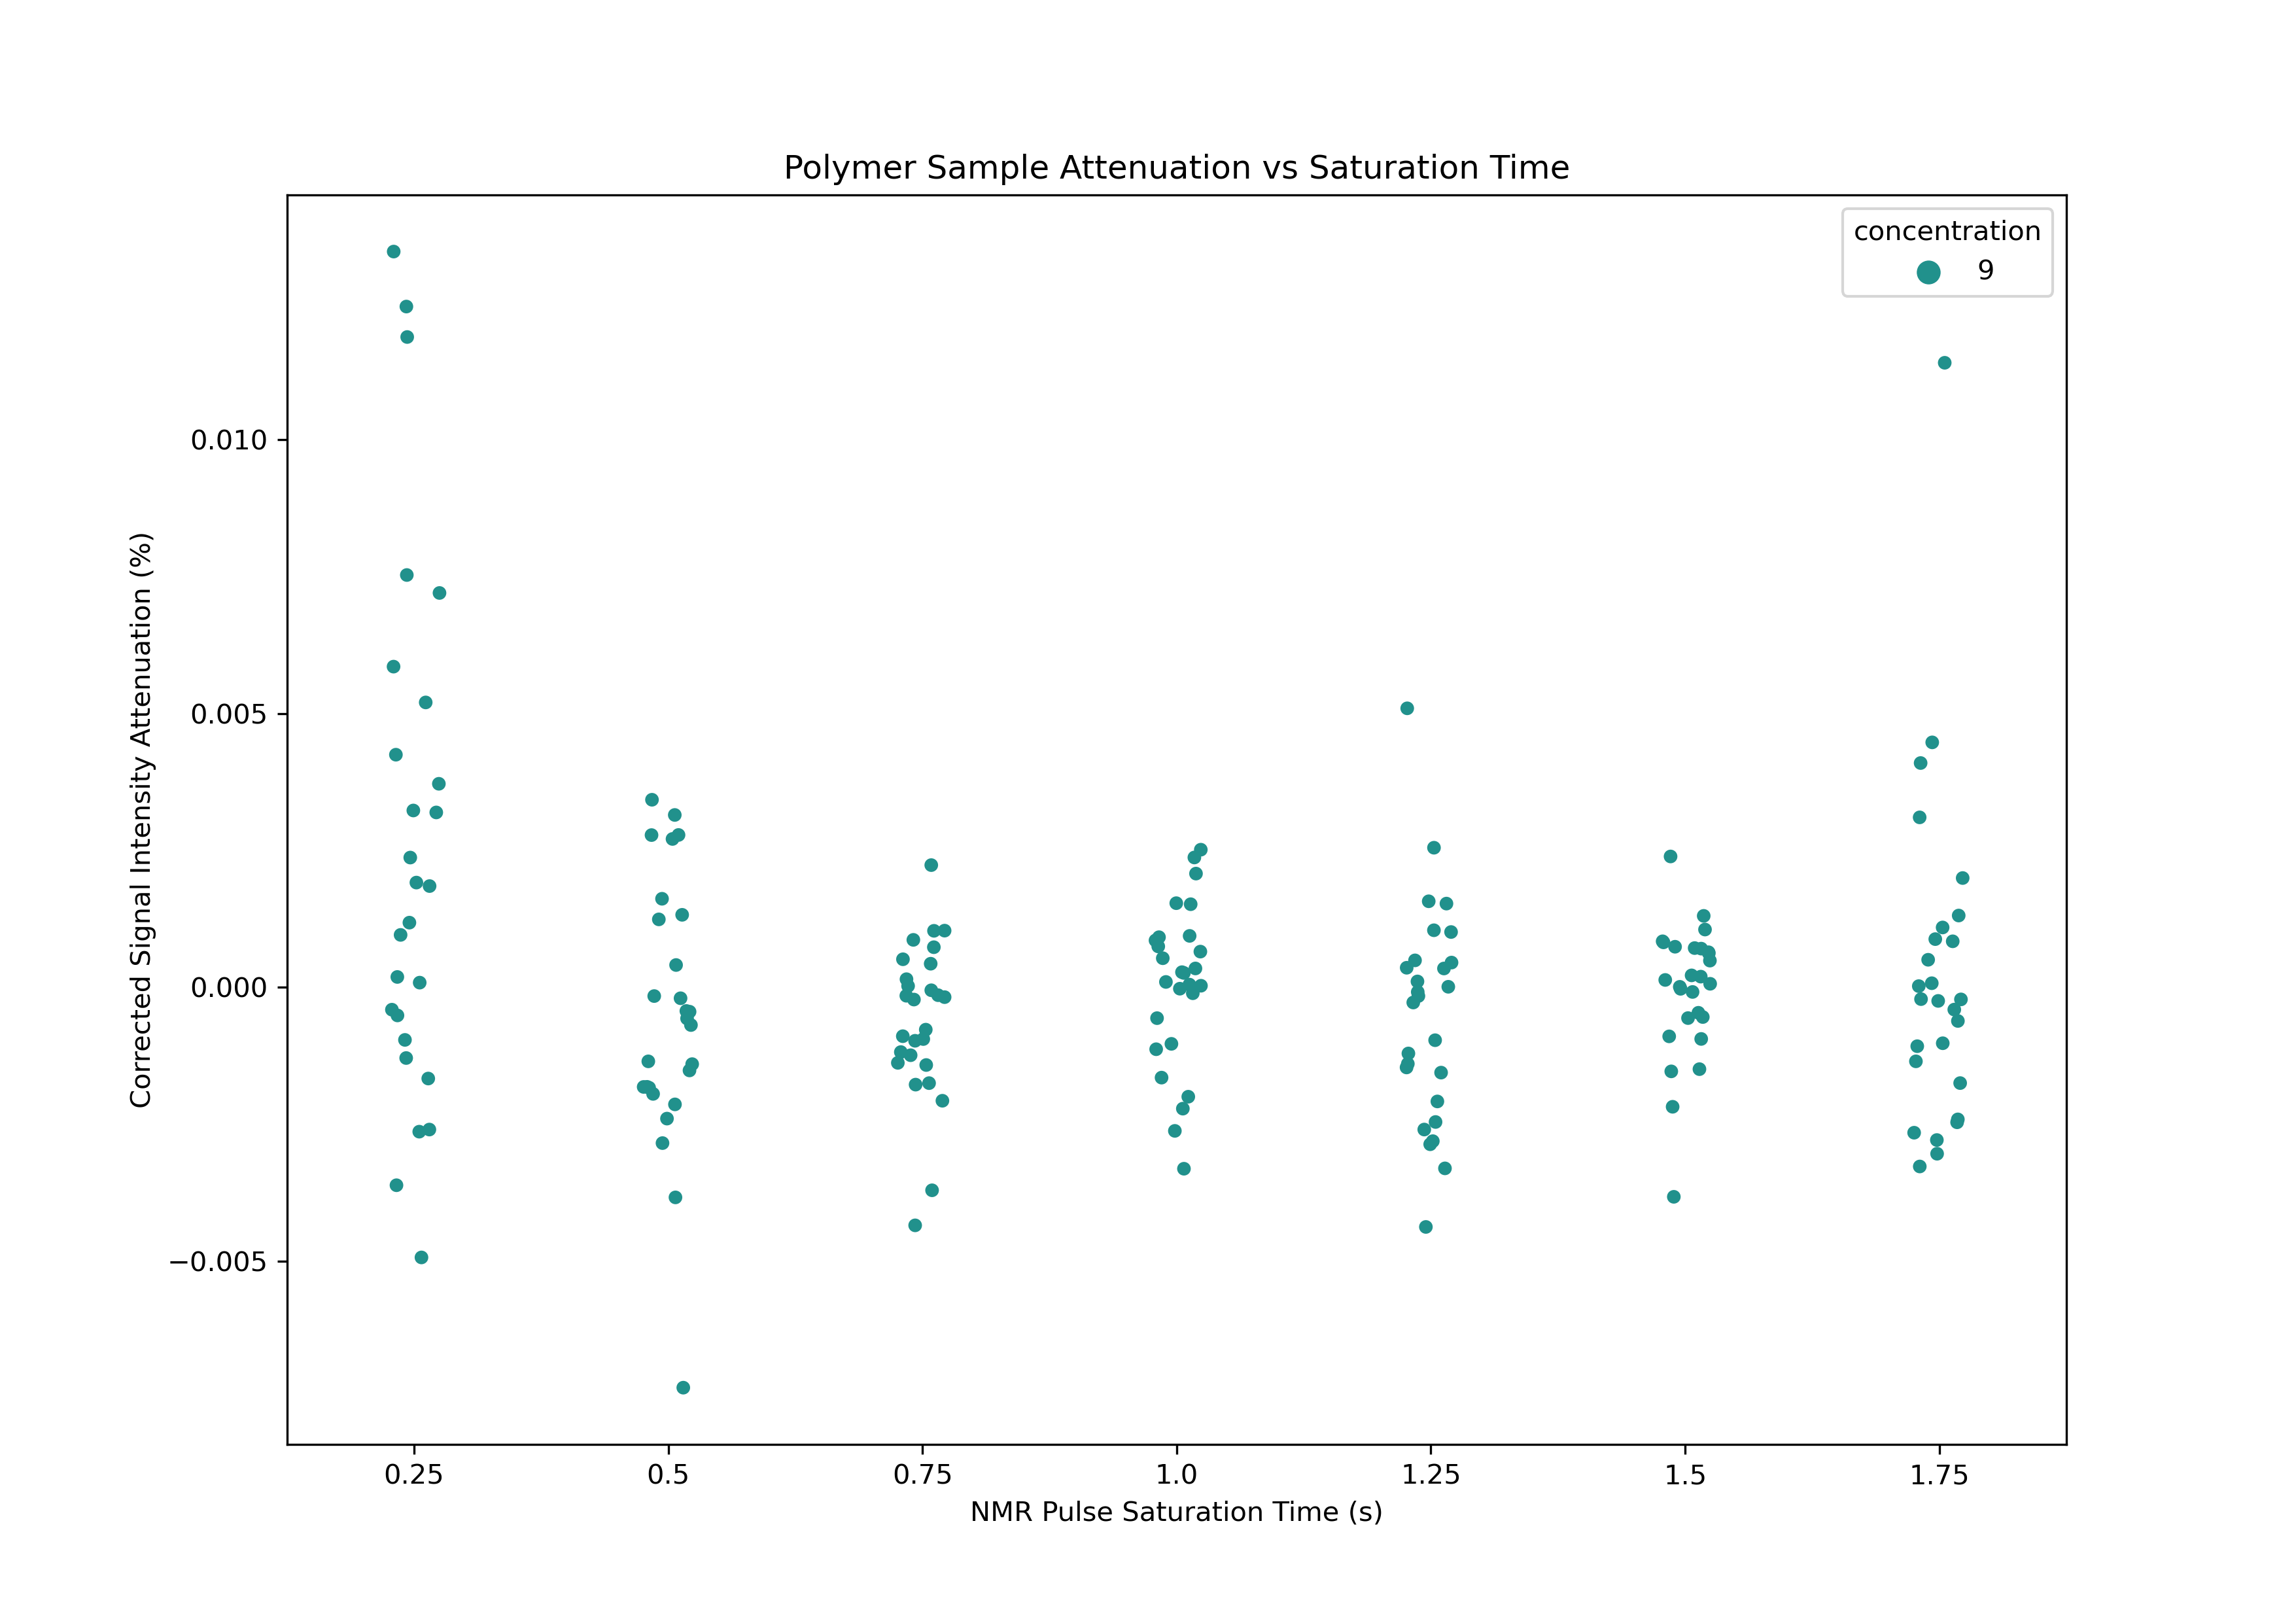 Polymer Sample Attenuation vs Saturation Time
concentration
9
Corrected Signal Intensity Attenuation (%)
0.010
0.005
0.000
−0.005
0.25 0.5 0.75 1.0 1.25 1.5 1.75
NMR Pulse Saturation Time (s)